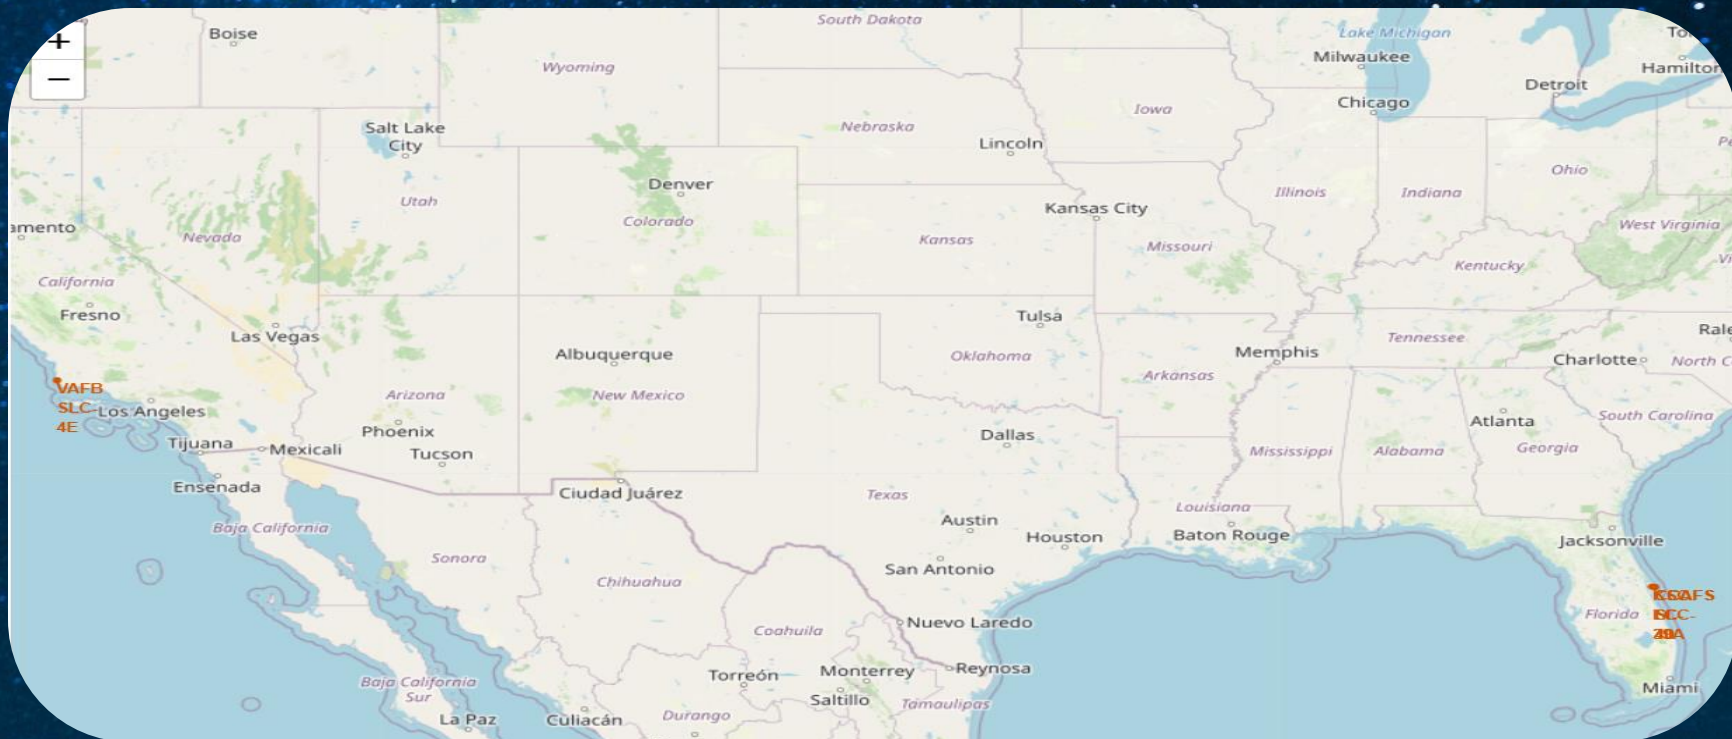 South Dakota
Boise
Lake Michigan
+
Milwaukee
Wyoming
Hamilton
−
Detroit
Chicago
Iowa
Salt Lake
City
Nebraska
Lincoln
Ohio
Denver
Utah
Illinois
Indiana
Kansas City
Colorado
West Virginia
amento
Nevada
Kansas
Missouri
Kentucky
California
Fresno
Tulsa
Las Vegas
Tennessee
Albuquerque
Oklahoma
Memphis
Charlotte
North C
Arkansas
VAFB
SLC-
4E
Arizona
New Mexico
Los Angeles
South Carolina
Atlanta
Phoenix
Dallas
Tijuana
Mexicali
Tucson
Mississippi
Alabama
Georgia
Ensenada
Ciudad Juárez
Texas
Louisiana
Baja California
Austin
Houston
Baton Rouge
Jacksonville
Sonora
San Antonio
Chihuahua
Florida
Nuevo Laredo
Coahuila
Reynosa
Torreón
Monterrey
Baja California
Sur
Miami
Saltillo
Tamaulipas
La Paz
Culiacán
Durango